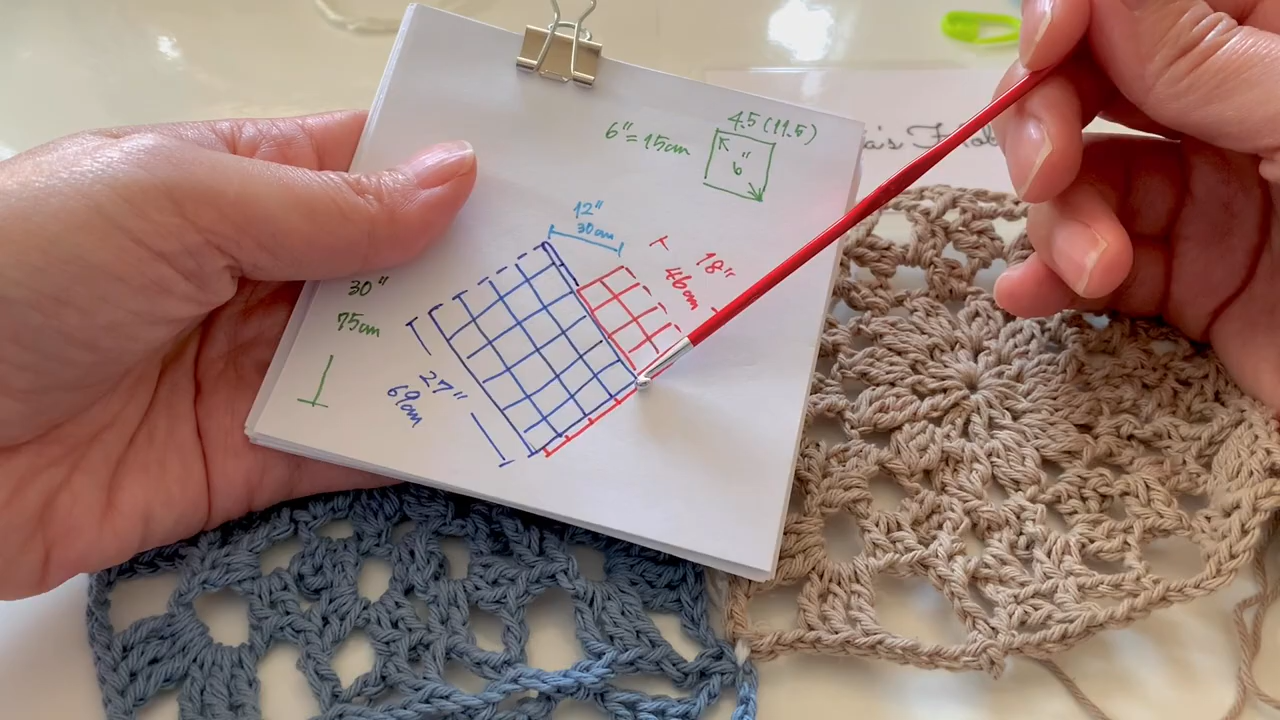 4.5 (11.5)
6" = 15cm
6"
12"
30cm
18"
46cm
30"
75cm
27"
69cm